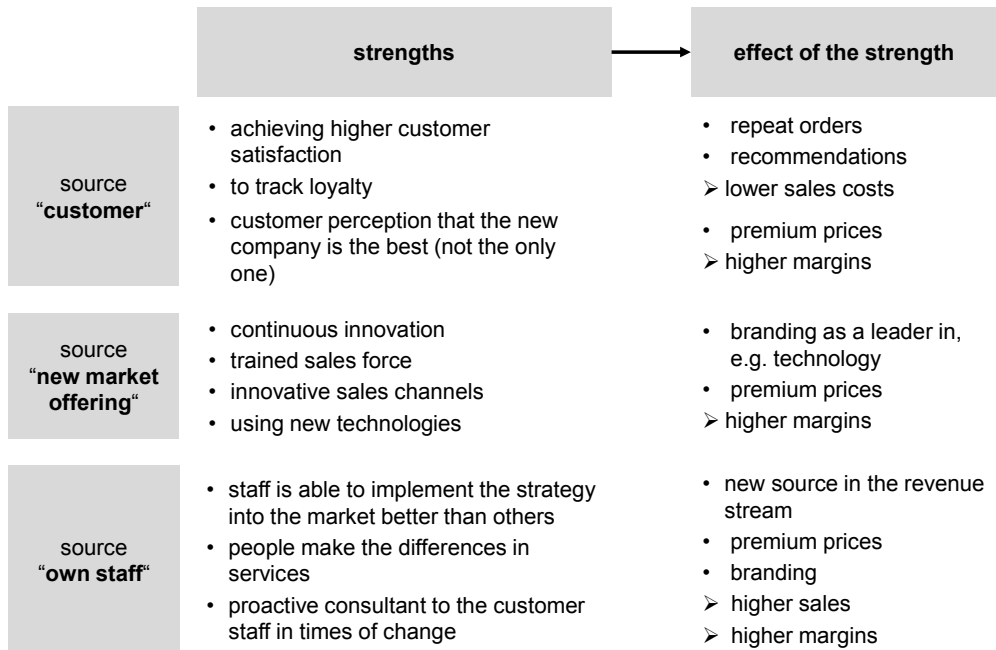 strengths
effect of the strength
source
“customer“
• achieving higher customer
satisfaction
• to track loyalty
• customer perception that the new
company is the best (not the only
one)
• repeat orders
• recommendations
➢ lower sales costs
• premium prices
➢ higher margins
source
“new market
offering“
• continuous innovation
• trained sales force
• innovative sales channels
• using new technologies
• branding as a leader in,
e.g. technology
• premium prices
➢ higher margins
source
“own staff“
• staff is able to implement the strategy
into the market better than others
• people make the differences in
services
• proactive consultant to the customer
staff in times of change
• new source in the revenue
stream
• premium prices
• branding
➢ higher sales
➢ higher margins